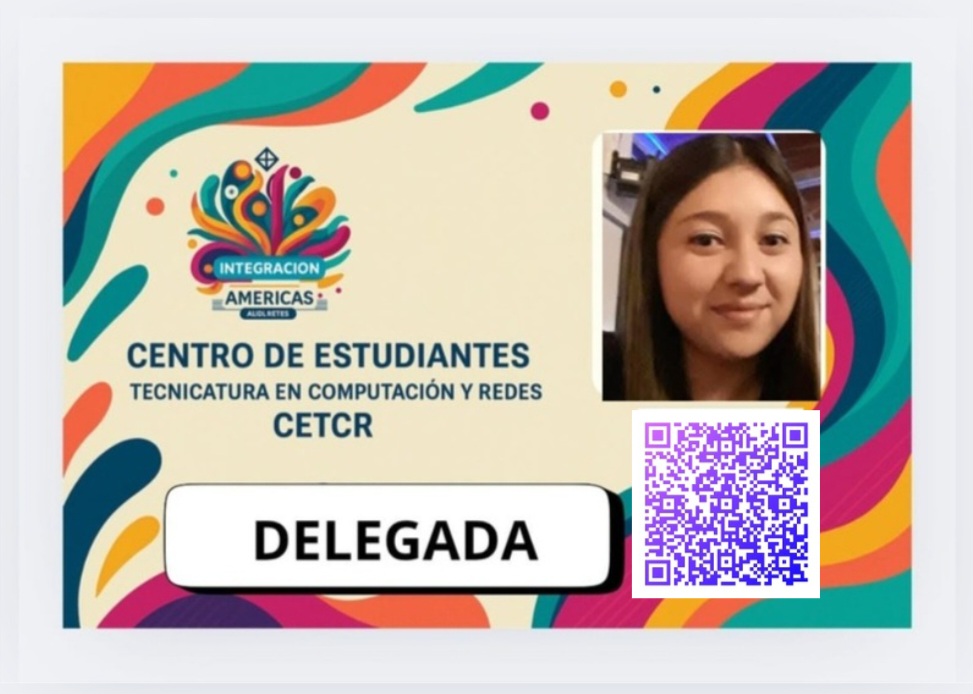 INTEGRACION
AMERICAS
CENTRO DE ESTUDIANTES
TECNICATURA EN COMPUTACIÓN Y REDES
CETCR
DELEGADA